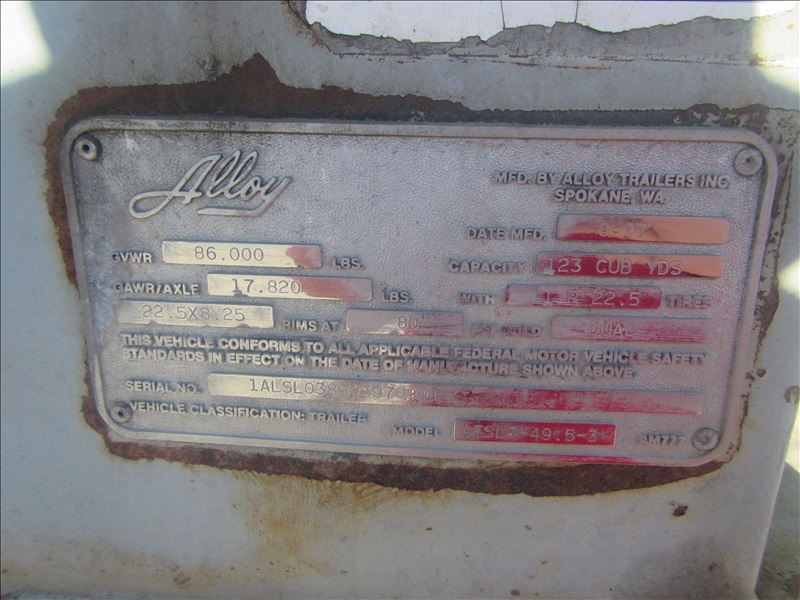 Alloy
MFD. BY ALLOY TRAILERS INC.
SPOKANE, WA.
DATE MFD.
GVWR 86.000 LBS. CAPACITY 123 CUB YDS
GAWR/AXLE 17.820 LBS. WITH 22.5 TIRES
22.5X8.25 RIMS AT 80 PSI COLD DUAL
THIS VEHICLE CONFORMS TO ALL APPLICABLE FEDERAL MOTOR VEHICLE SAFETY
STANDARDS IN EFFECT ON THE DATE OF MANUFACTURE SHOWN ABOVE.
SERIAL NO.
VEHICLE CLASSIFICATION: TRAILER
MODEL AM777